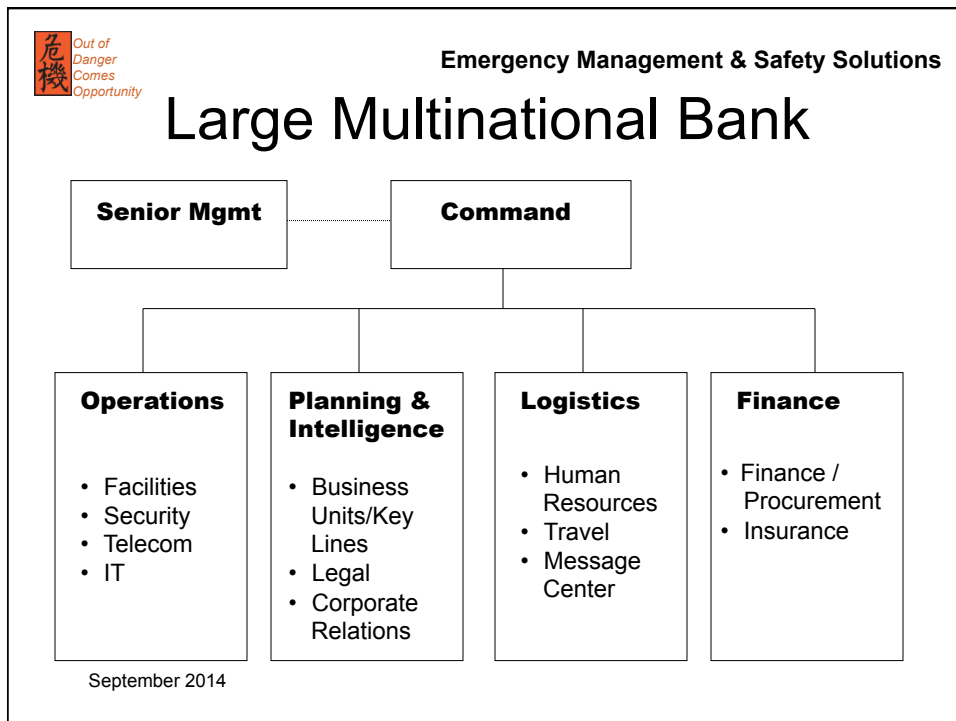 危
機
Out of
Danger
Comes
Opportunity
Emergency Management & Safety Solutions
Large Multinational Bank
Senior Mgmt
Command
Operations
• Facilities
• Security
• Telecom
• IT
Planning &
Intelligence
• Business
Units/Key
Lines
• Legal
• Corporate
Relations
Logistics
• Human
Resources
• Travel
• Message
Center
Finance
• Finance /
Procurement
• Insurance
September 2014